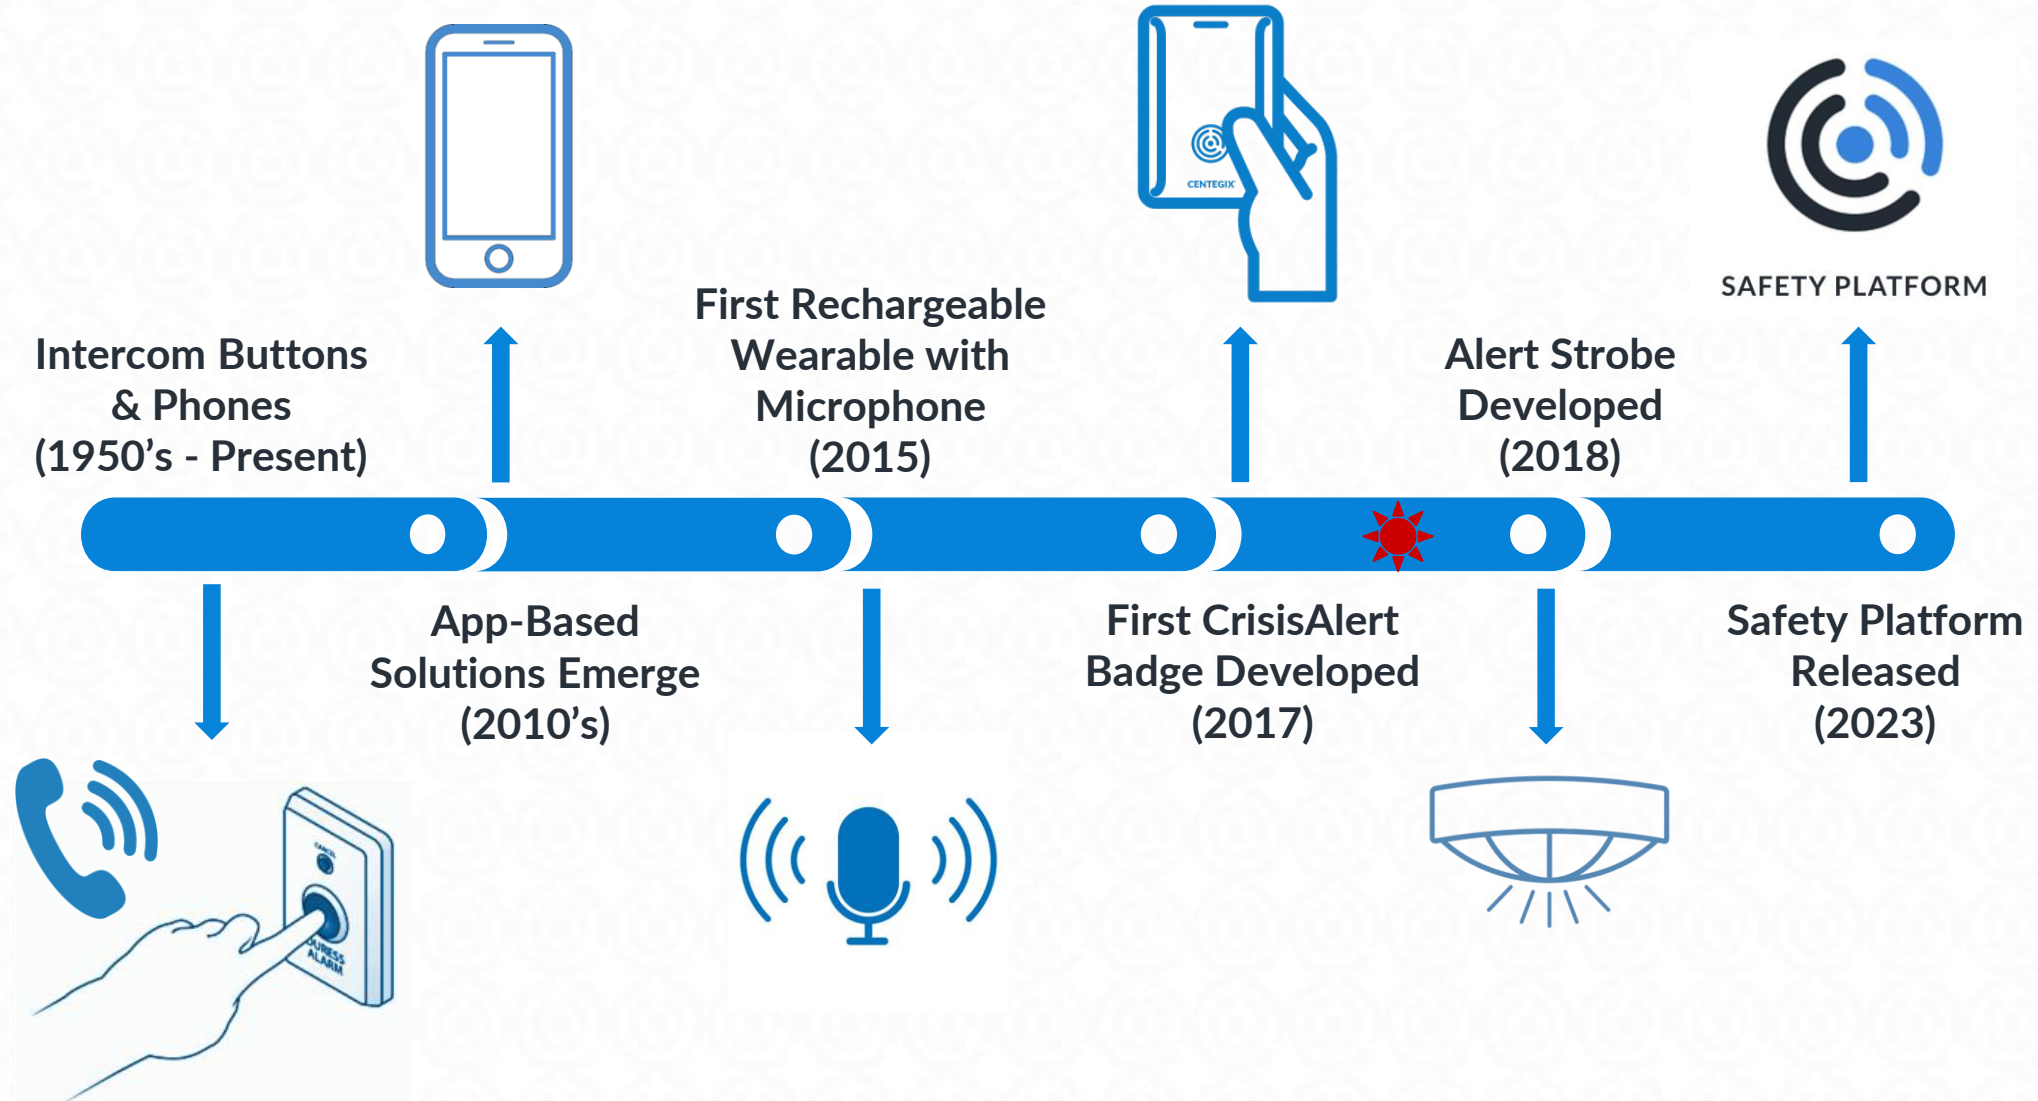 CENTEGIX
SAFETY PLATFORM
Intercom Buttons
& Phones
(1950’s - Present)
First Rechargeable
Wearable with
Microphone
(2015)
Alert Strobe
Developed
(2018)
App-Based
Solutions Emerge
(2010’s)
First CrisisAlert
Badge Developed
(2017)
Safety Platform
Released
(2023)
CANCEL
DURESS
ALARM